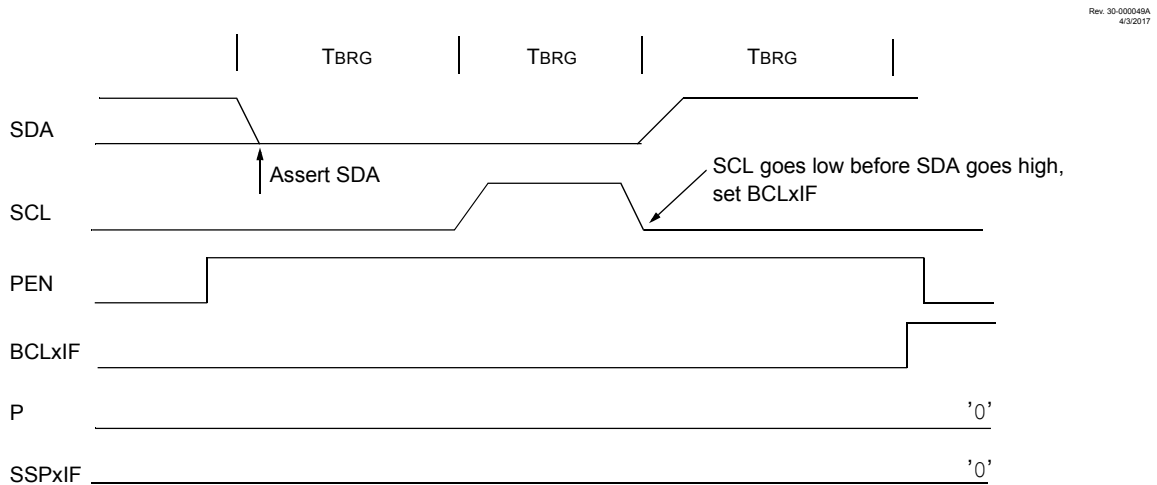 Rev. 30-000049A
4/3/2017
TBRG TBRG TBRG
SDA
Assert SDA
SCL goes low before SDA goes high,
set BCLxIF
SCL
PEN
BCLxIF
P '0'
SSPxIF '0'